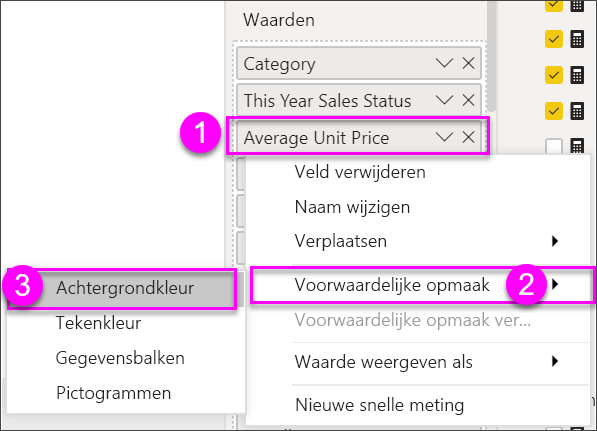 Waarden
Category
This Year Sales Status
1
Average Unit Price
Veld verwijderen
Naam wijzigen
Verplaatsen
Voorwaardelijke opmaak
2
Voorwaardelijke opmaak ver...
Waarde weergeven als
Nieuwe snelle meting
3
Achtergrondkleur
Tekenkleur
Gegevensbalken
Pictogrammen